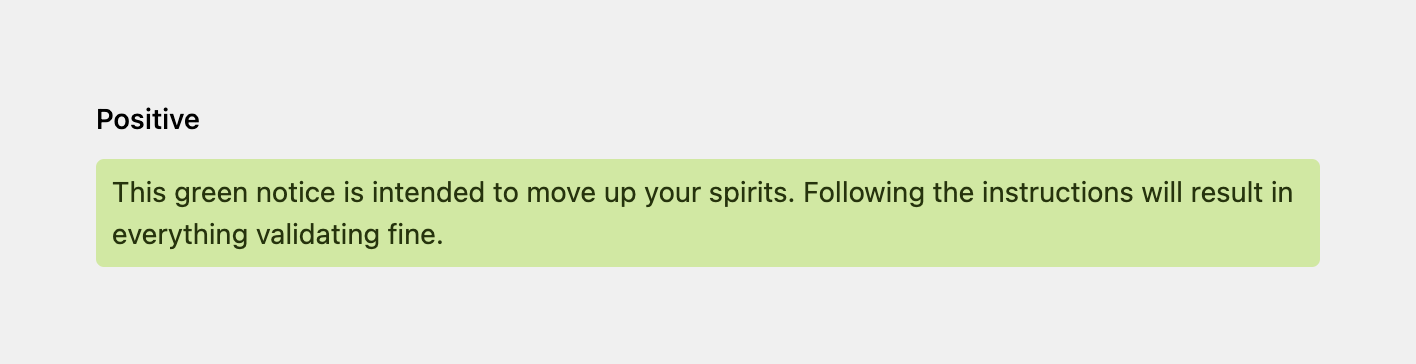 Positive
This green notice is intended to move up your spirits. Following the instructions will result in
everything validating fine.